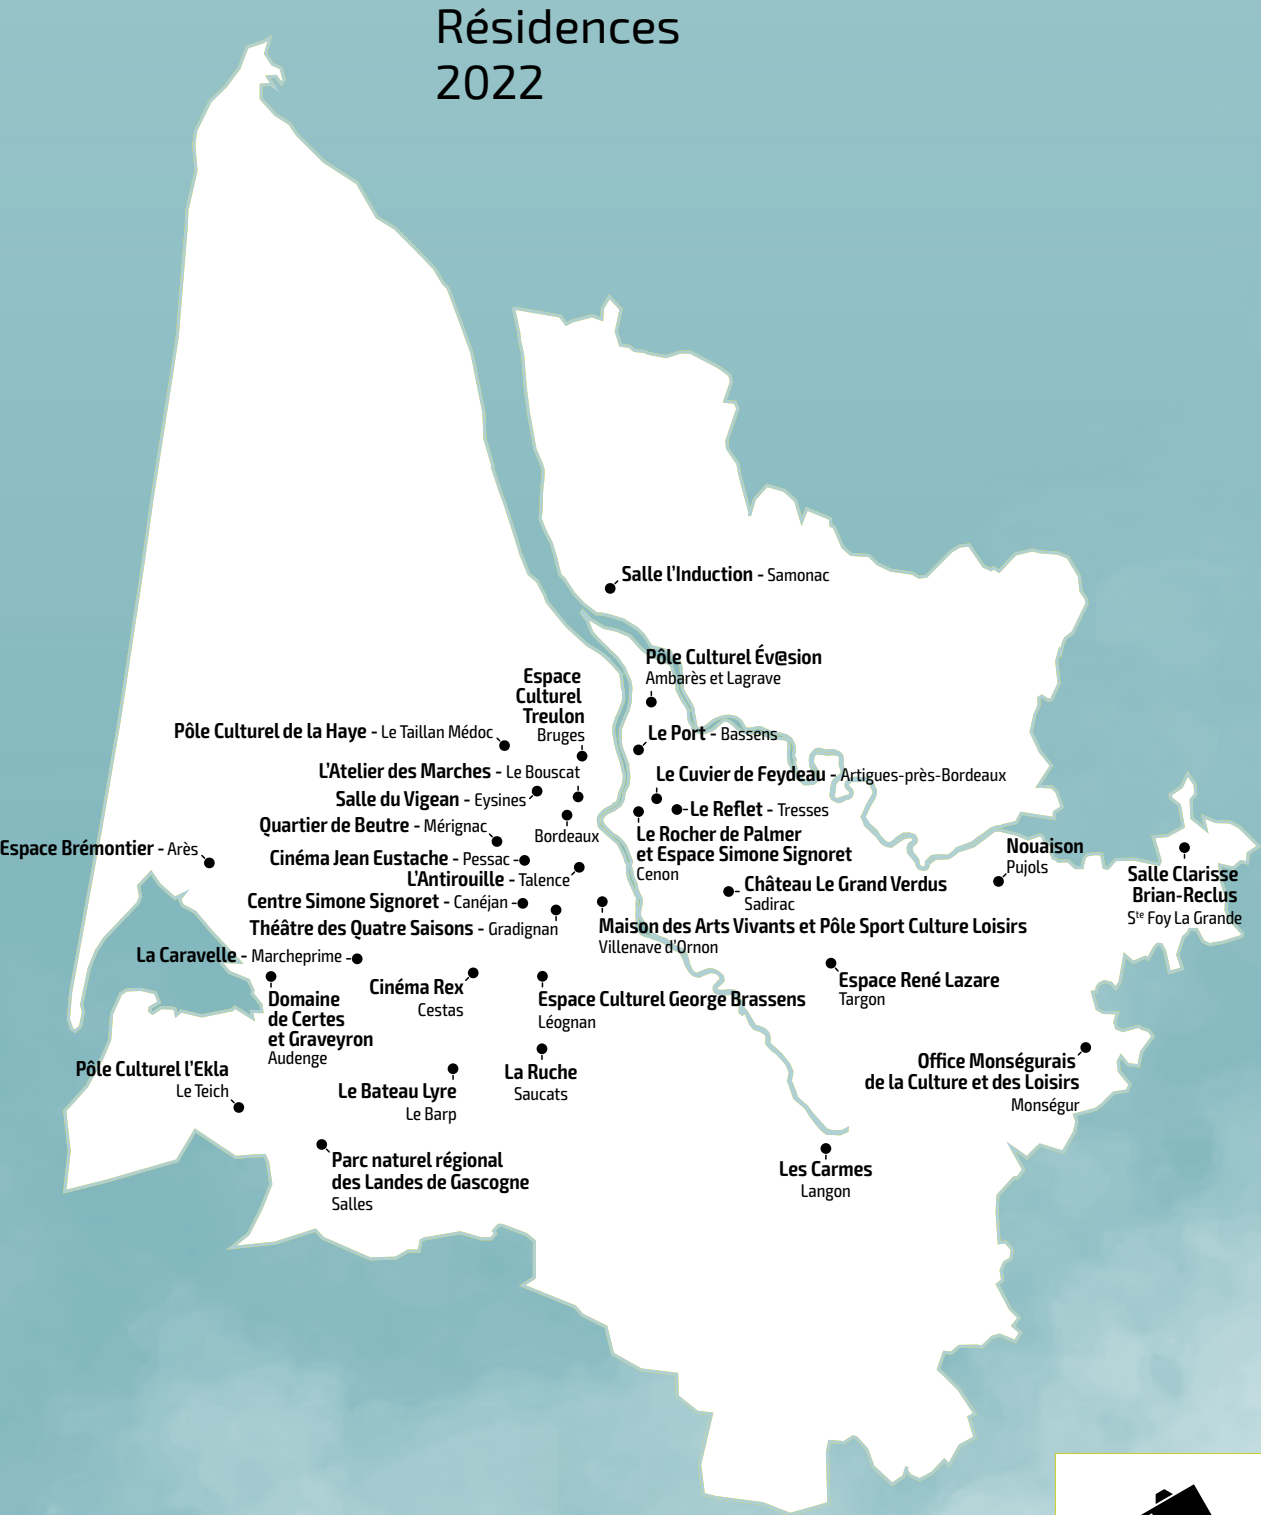 Résidences
2022
Salle l'Induction - Samonac
Pôle Culturel Év@sion
Ambarès et Lagrave
Espace
Culturel
Treulon
Bruges
Pôle Culturel de la Haye - Le Taillan Médoc
Le Port - Bassens
L'Atelier des Marches - Le Bouscat
Le Cuvier de Feydeau - Artigues-près-Bordeaux
Salle du Vigean - Eysines
Le Reflet - Tresses
Quartier de Beutre - Mérignac
Bordeaux
Le Rocher de Palmer
et Espace Simone Signoret
Cenon
Espace Brémontier - Arès
Nouaison
Pujols
Cinéma Jean Eustache - Pessac
L'Antirouille - Talence
Salle Clarisse
Brian-Reclus
Ste Foy La Grande
Château Le Grand Verdus
Sadirac
Centre Simone Signoret - Canéjan
Théâtre des Quatre Saisons - Gradignan
Maison des Arts Vivants et Pôle Sport Culture Loisirs
Villenave d'Ornon
La Caravelle - Marcheprime
Domaine
de Certes
et Graveyron
Audenge
Cinéma Rex
Cestas
Espace Culturel George Brassens
Léognan
Espace René Lazare
Targon
Pôle Culturel l'Ekla
Le Teich
Le Bateau Lyre
Le Barp
La Ruche
Saucats
Office Monségurais
de la Culture et des Loisirs
Monségur
Parc naturel régional
des Landes de Gascogne
Salles
Les Carmes
Langon